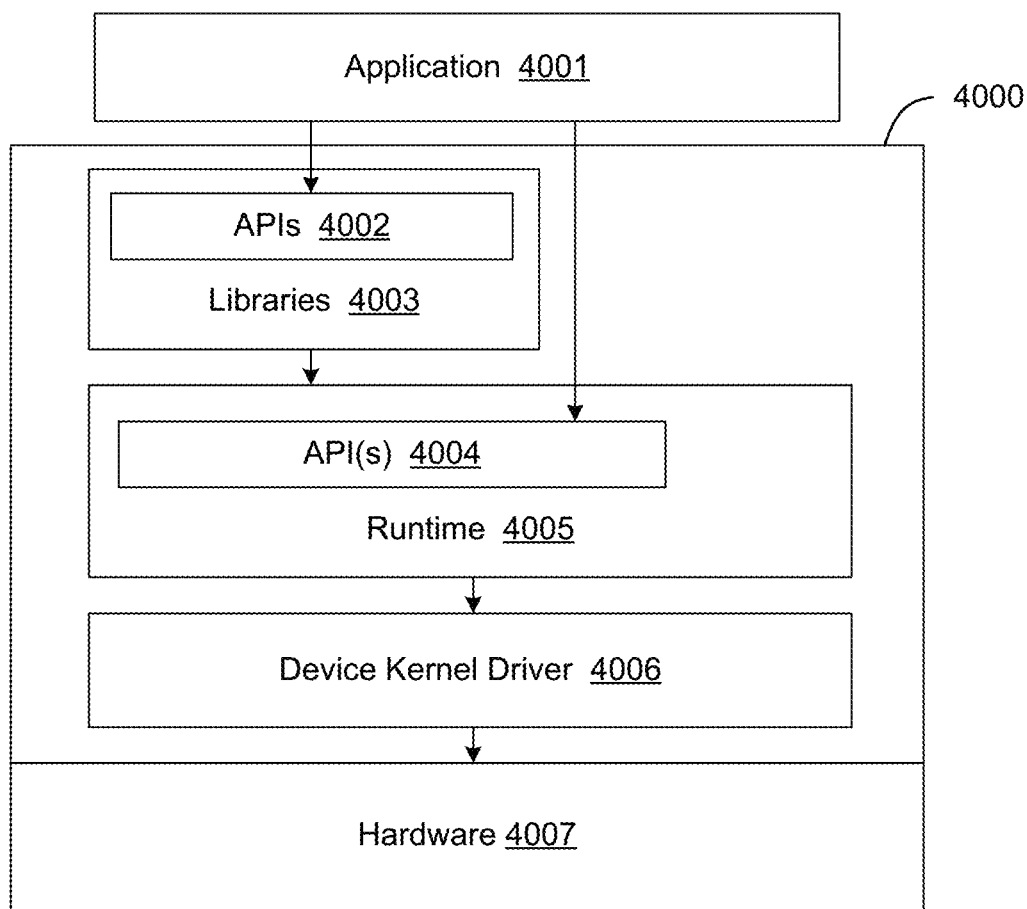 Application 4001
4000
APIs 4002
Libraries 4003
API(s) 4004
Runtime 4005
Device Kernel Driver 4006
Hardware 4007